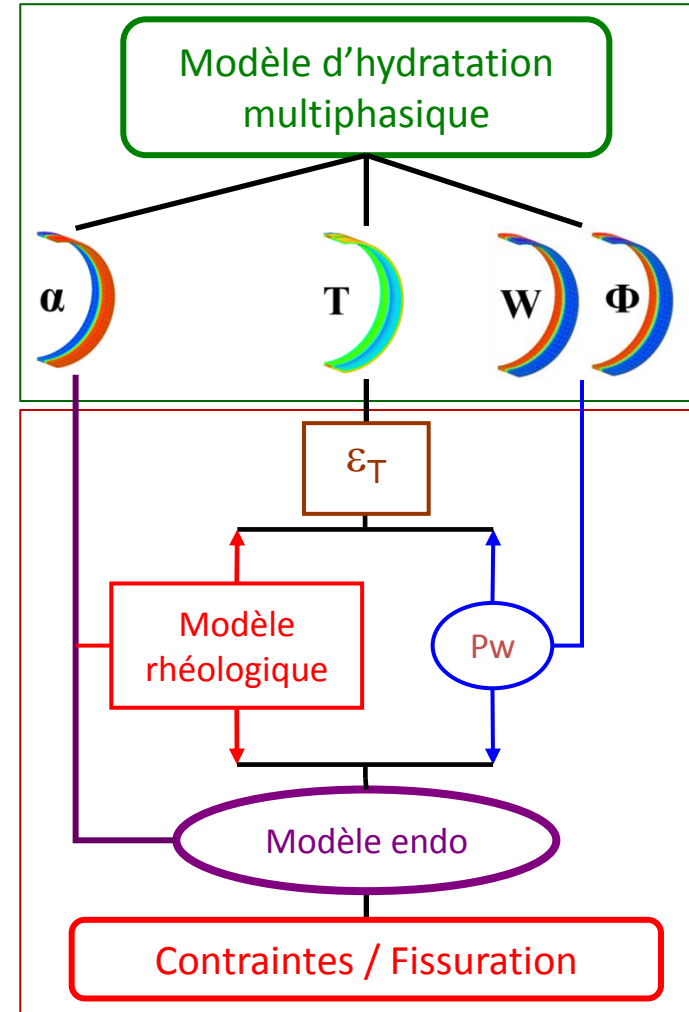 Modèle d'hydratation
multiphasique
α
T
W
Φ
εT
Modèle
rhéologique
Pw
Modèle endo
Contraintes / Fissuration